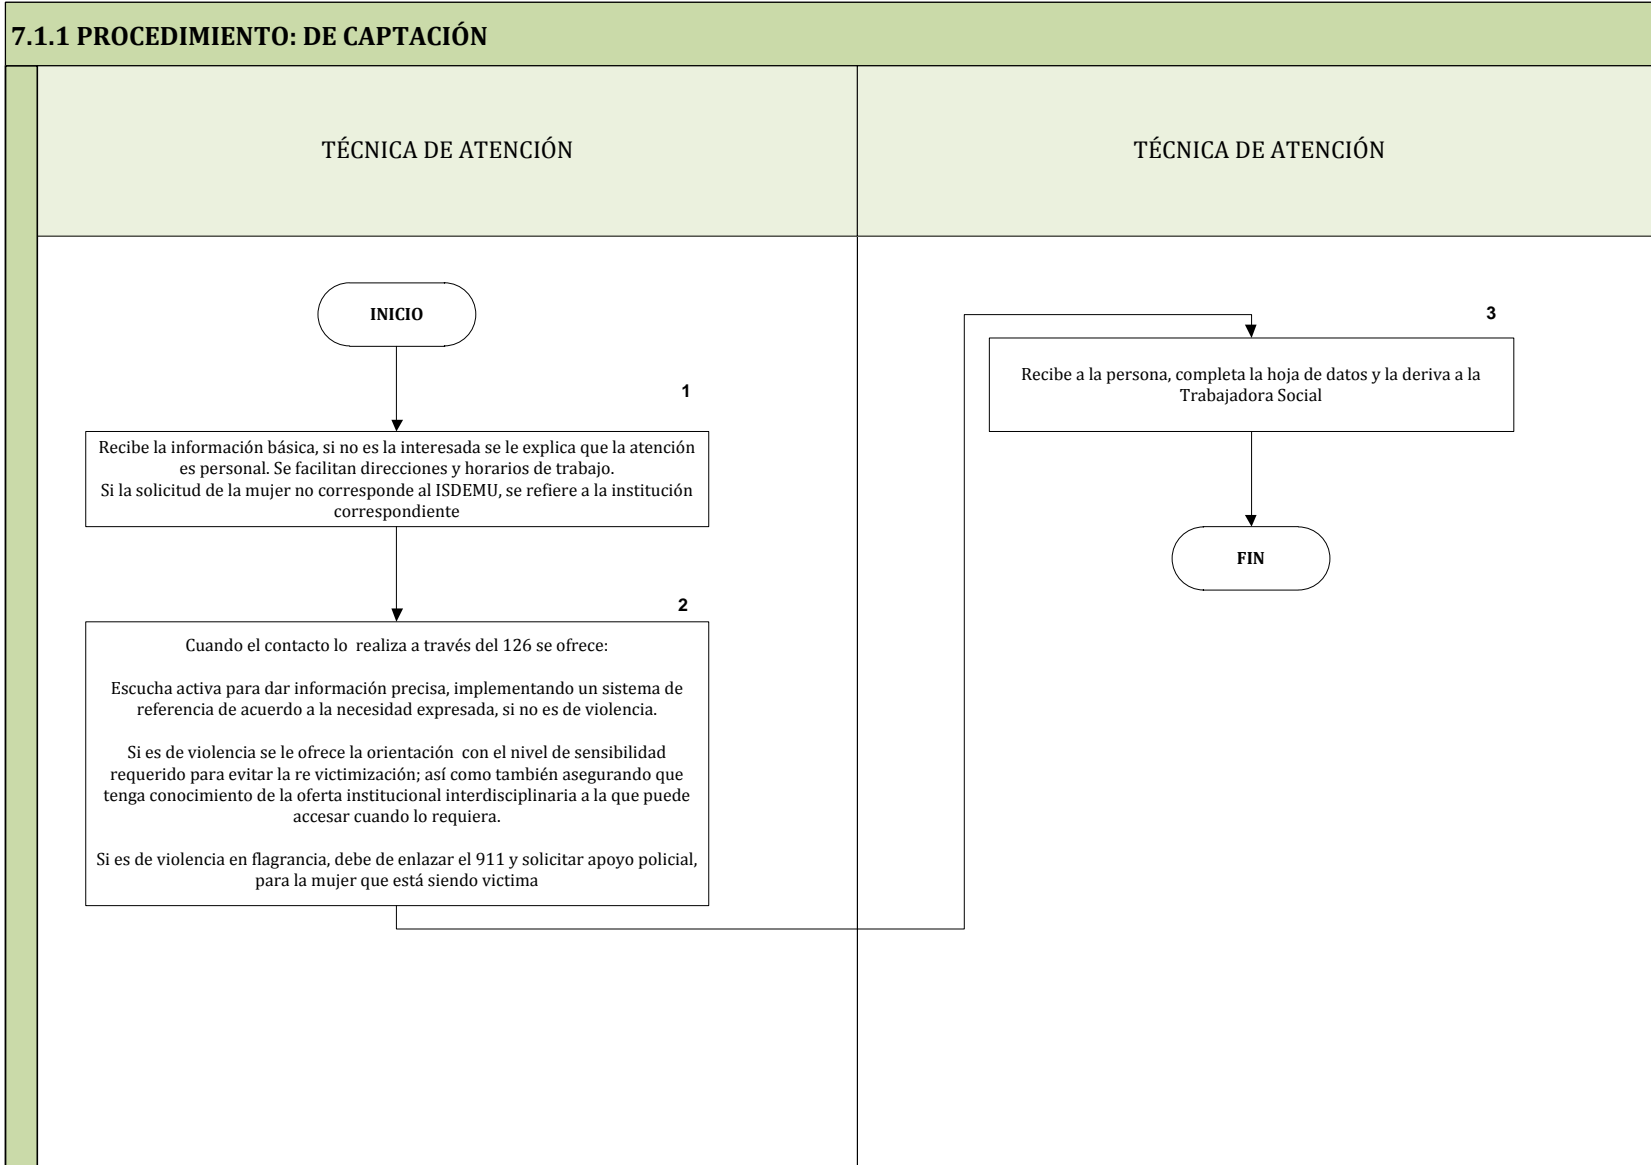 7.1.1 PROCEDIMIENTO: DE CAPTACIÓN
TÉCNICA DE ATENCIÓN
TÉCNICA DE ATENCIÓN
INICIO
1
Recibe la información básica, si no es la interesada se le explica que la atención
es personal. Se facilitan direcciones y horarios de trabajo.
Si la solicitud de la mujer no corresponde al ISDEMU, se refiere a la institución
correspondiente
2
Cuando el contacto lo  realiza a través del 126 se ofrece:
Escucha activa para dar información precisa, implementando un sistema de
referencia de acuerdo a la necesidad expresada, si no es de violencia.
Si es de violencia se le ofrece la orientación  con el nivel de sensibilidad
requerido para evitar la re victimización; así como también asegurando que
tenga conocimiento de la oferta institucional interdisciplinaria a la que puede
accesar cuando lo requiera.
Si es de violencia en flagrancia, debe de enlazar el 911 y solicitar apoyo policial,
para la mujer que está siendo victima
3
Recibe a la persona, completa la hoja de datos y la deriva a la
Trabajadora Social
FIN